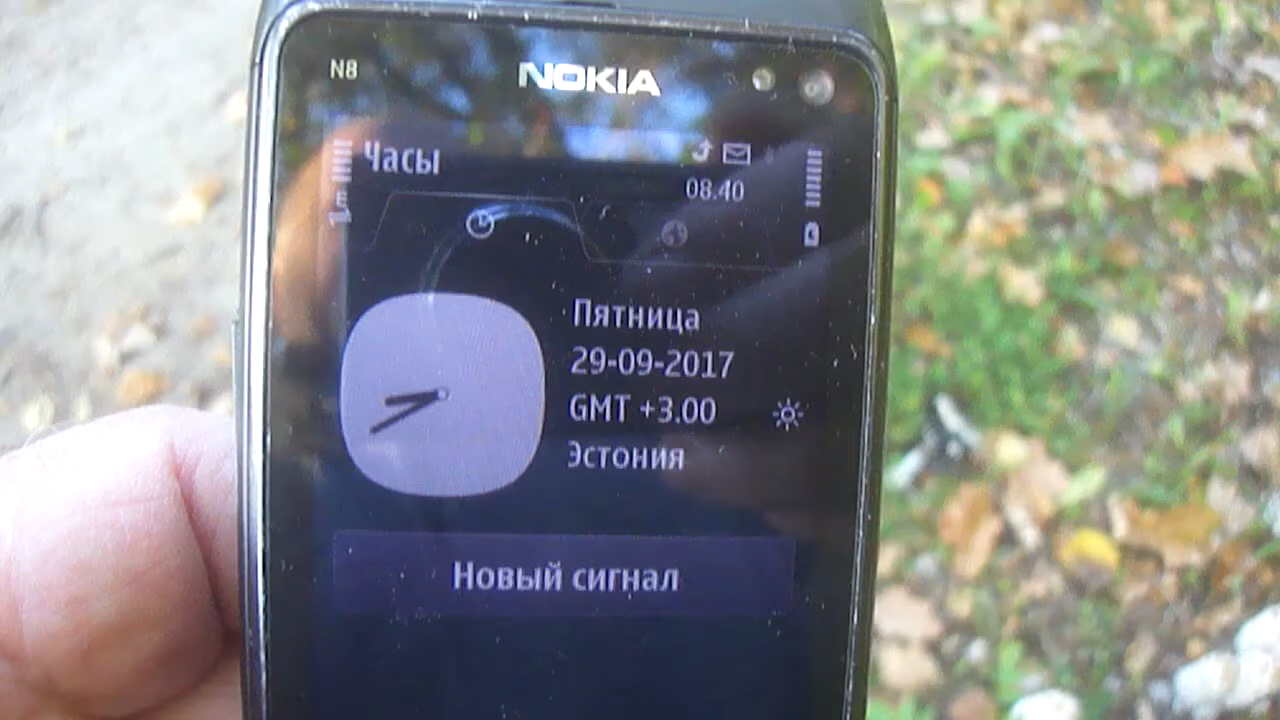 N8
NOKIA
Часы
08.40
Пятница
29-09-2017
GMT +3.00
Эстония
Новый сигнал